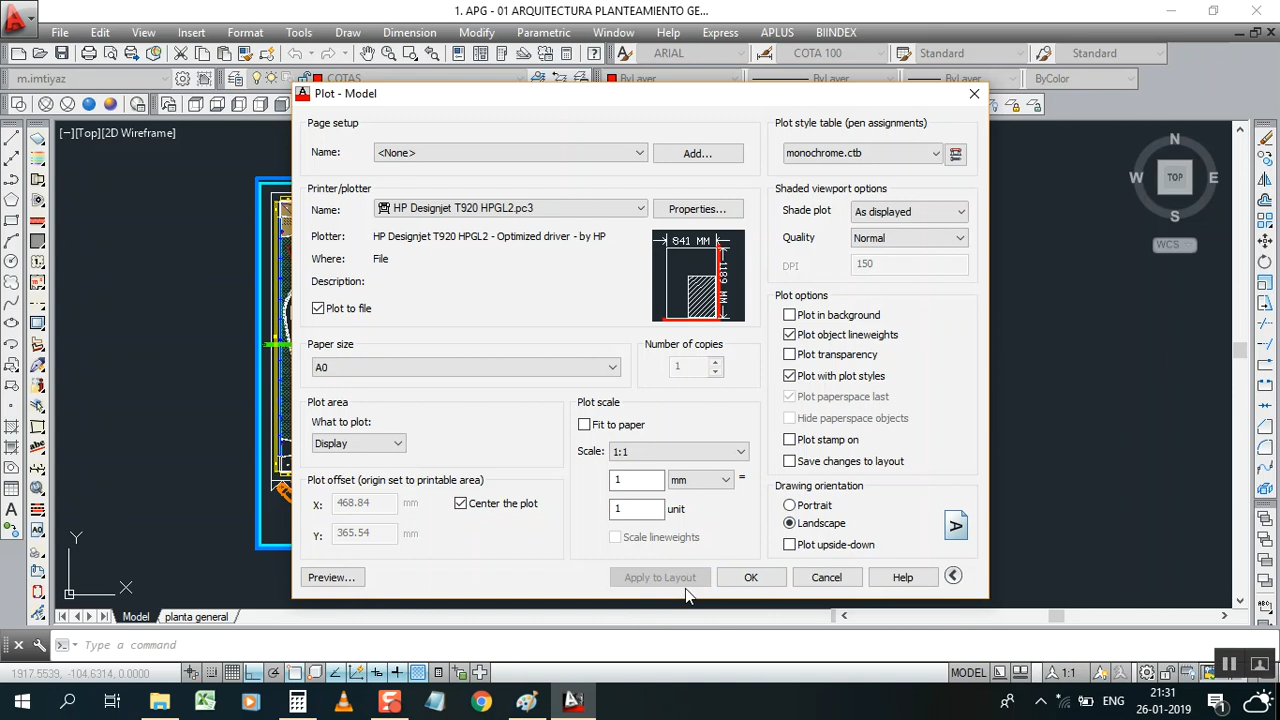 1. APG - 01 ARQUITECTURA PLANTEAMIENTO GE...
File Edit View Insert Format Tools Draw Dimension Modify Parametric Window Help Express APLUS BIINDEX
ARIAL COTA 100 Standard Standard
m.imtiyaz COTAS ByLayer ByLayer ByColor
[−][Top][2D Wireframe]
Plot - Model
Page setup
Name: <None> Add...
Plot style table (pen assignments)
monochrome.ctb
Printer/plotter
Name: HP Designjet T920 HPGL2.pc3 Properties...
Plotter: HP Designjet T920 HPGL2 - Optimized driver - by HP
Where: File
Description:
Plot to file
841 MM
1189 MM
Shaded viewport options
Shade plot As displayed
Quality Normal
DPI 150
Paper size
A0
Number of copies
1
Plot area
What to plot:
Display
Plot scale
Fit to paper
Scale: 1:1
1 mm =
1 unit
Scale lineweights
Plot offset (origin set to printable area)
X: 468.84 mm Center the plot
Y: 365.54 mm
Plot options
Plot in background
Plot object lineweights
Plot transparency
Plot with plot styles
Plot paperspace last
Hide paperspace objects
Plot stamp on
Save changes to layout
Drawing orientation
Portrait
Landscape
Plot upside-down
A
Preview... Apply to Layout OK Cancel Help
N
W TOP E
S
WCS
Y
X
Model planta general
Type a command
1917.5539, -104.6314, 0.0000 MODEL 1:1
ENG 21:31
26-01-2019
1